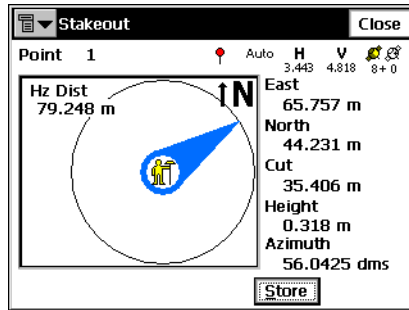 Stakeout Close
Point 1 Auto H V
3.443 4.818 8+0
Hz Dist
79.248 m
N
East
65.757 m
North
44.231 m
Cut
35.406 m
Height
0.318 m
Azimuth
56.0425 dms
Store